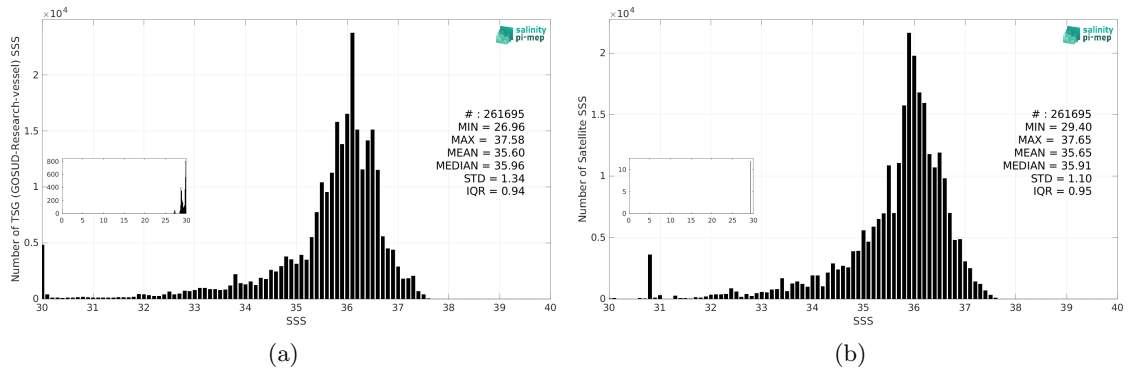 ×10⁴
salinity
pi-mep
# : 261695
MIN = 26.96
MAX = 37.58
MEAN = 35.60
MEDIAN = 35.96
STD = 1.34
IQR = 0.94
Number of TSG (GOSUD-Research-vessel) SSS
2
1.5
1
0.5
0
800
600
400
200
0
0 5 10 15 20 25 30
30 31 32 33 34 35 36 37 38 39 40
SSS
(a)
×10⁴
salinity
pi-mep
# : 261695
MIN = 29.40
MAX = 37.65
MEAN = 35.65
MEDIAN = 35.91
STD = 1.10
IQR = 0.95
Number of Satellite SSS
2
1.5
1
0.5
0
10
5
0
0 5 10 15 20 25 30
30 31 32 33 34 35 36 37 38 39 40
SSS
(b)